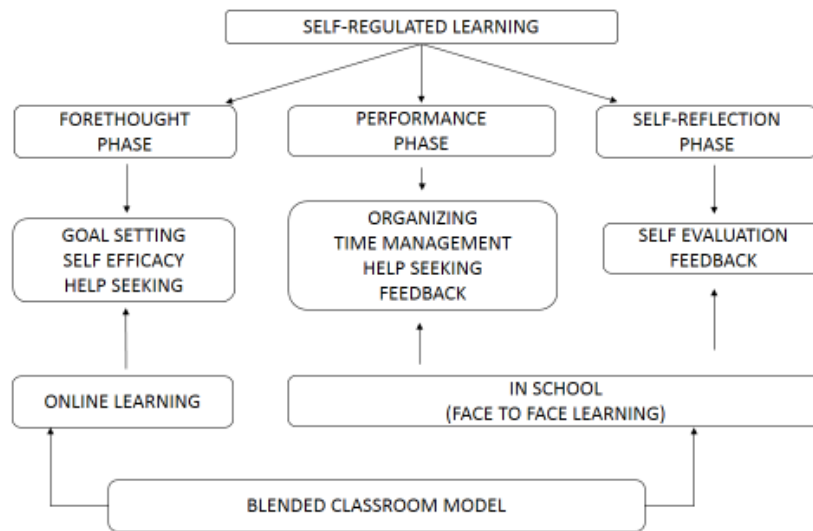 SELF-REGULATED LEARNING
FORETHOUGHT
PHASE
PERFORMANCE
PHASE
SELF-REFLECTION
PHASE
GOAL SETTING
SELF EFFICACY
HELP SEEKING
ORGANIZING
TIME MANAGEMENT
HELP SEEKING
FEEDBACK
SELF EVALUATION
FEEDBACK
ONLINE LEARNING
IN SCHOOL
(FACE TO FACE LEARNING)
BLENDED CLASSROOM MODEL